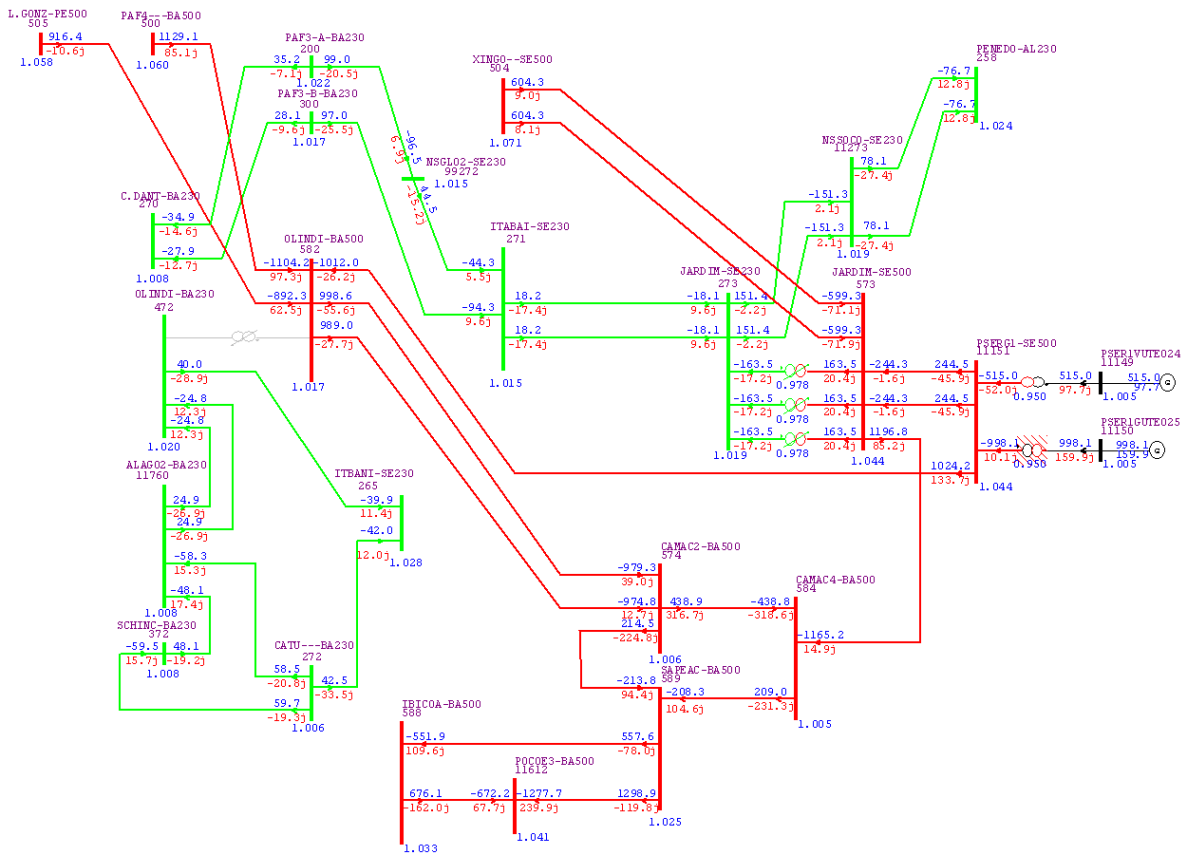 L.GONZ-PE500
505
916.4
-10.6j
1.058
PAF4---BA500
500
1129.1
85.1j
1.060
PAF3-A-BA230
200
35.2 99.0
-7.1j -20.5j
1.022
PAF3-B-BA230
300
28.1 97.0
-9.6j -25.5j
1.017
XINGO--SE500
504
604.3
9.0j
604.3
8.1j
1.071
PENEDO-AL230
258
-76.7
12.8j
-76.7
12.8j
1.024
-96.5
6.9j
NSGLO2-SE230
99272
1.015
44.5
-15.2j
NSSOCO-SE230
11273
78.1
-27.4j
-151.3
2.1j
-151.3
2.1j
78.1
-27.4j
1.019
C.DANT-BA230
270
-34.9
-14.6j
-27.9
-12.7j
1.008
OLINDI-BA500
582
-1104.2 -1012.0
97.3j -26.2j
-892.3 998.6
62.5j -55.6j
989.0
-27.7j
1.017
ITABAI-SE230
271
-44.3
5.5j
-94.3
9.6j
18.2
-17.4j
18.2
-17.4j
1.015
JARDIM-SE230
273
-18.1 151.4
9.6j -2.2j
-18.1 151.4
9.6j -2.2j
-163.5
-17.2j 0.978
-163.5
-17.2j 0.978
-163.5
-17.2j 0.978
1.019
JARDIM-SE500
573
-599.3
-71.1j
-599.3
-71.9j
163.5 -244.3
20.4j -1.6j
163.5 -244.3
20.4j -1.6j
163.5 1196.8
20.4j 85.2j
1.044
PSERG1-SE500
11151
244.5 -515.0
-45.9j -52.0j 0.950
244.5
-45.9j
-998.1
10.1j 0.950
1024.2
133.7j
1.044
PSER1VUTE024
11149
515.0 515.0
97.7j 97.7
1.005
PSER1GUTE025
11150
998.1 998.1
159.9j 159.9
1.005
OLINDI-BA230
472
40.0
-28.9j
-24.8
12.3j
-24.8
12.3j
1.020
ALAGO2-BA230
11760
24.9
-26.9j
24.9
-26.9j
-58.3
15.3j
-48.1
17.4j
1.008
ITBANI-SE230
265
-39.9
11.4j
-42.0
12.0j
1.028
SCHINC-BA230
372
-59.5 48.1
15.7j -19.2j
1.008
CATU---BA230
272
58.5 42.5
-20.8j -33.5j
59.7
-19.3j
1.006
CAMAC2-BA500
574
-979.3
39.0j
-974.8 438.9
12.7j 316.7j
214.5
-224.8j
1.006
CAMAC4-BA500
584
-438.8
-318.6j
-1165.2
14.9j
209.0
-231.3j
1.005
SAPEAC-BA500
589
-213.8
94.4j
-208.3
104.6j
557.6
-78.0j
1298.9
-119.8j
1.025
IBICOA-BA500
588
-551.9
109.6j
676.1
-162.0j
1.033
POCOE3-BA500
11612
-672.2 -1277.7
67.7j 239.9j
1.041